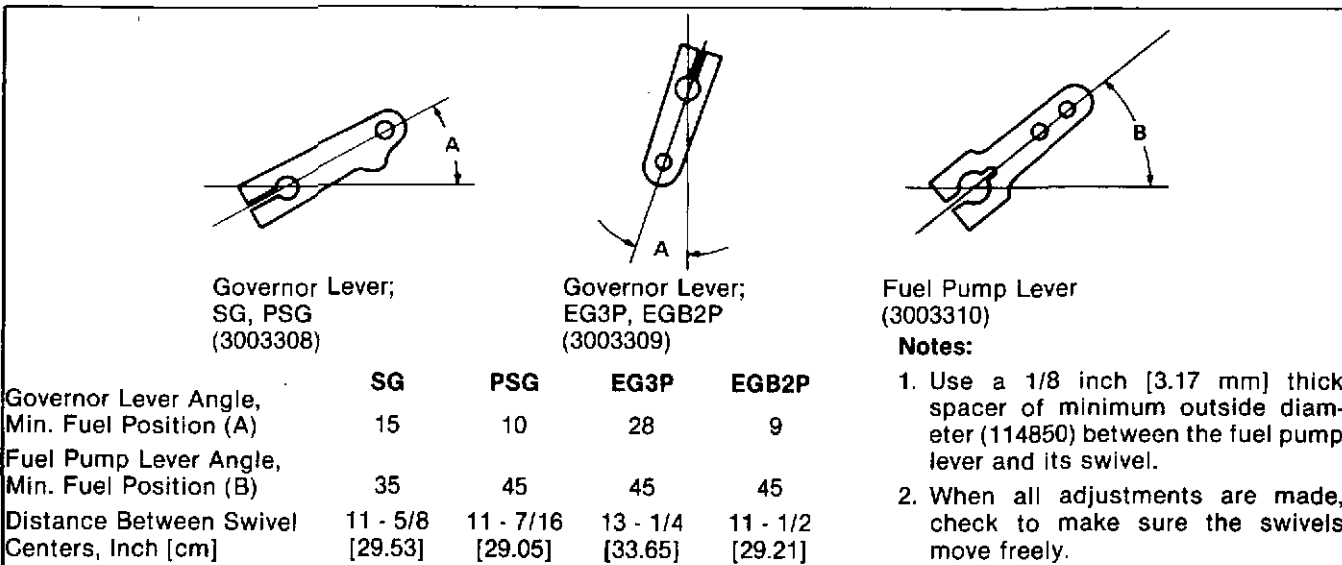 A
A
B
Governor Lever;
SG, PSG
(3003308)
Governor Lever;
EG3P, EGB2P
(3003309)
Fuel Pump Lever
(3003310)
SG PSG EG3P EGB2P
Governor Lever Angle,
Min. Fuel Position (A) 15 10 28 9
Fuel Pump Lever Angle,
Min. Fuel Position (B) 35 45 45 45
Distance Between Swivel 11 - 5/8 11 - 7/16 13 - 1/4 11 - 1/2
Centers, Inch [cm] [29.53] [29.05] [33.65] [29.21]
Notes:
1. Use a 1/8 inch [3.17 mm] thick
spacer of minimum outside diam-
eter (114850) between the fuel pump
lever and its swivel.
2. When all adjustments are made,
check to make sure the swivels
move freely.